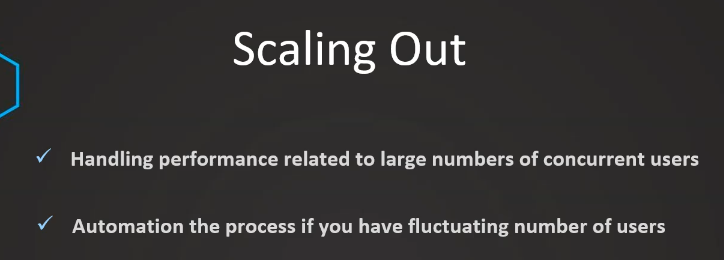 Scaling Out
✓ Handling performance related to large numbers of concurrent users
✓ Automation the process if you have fluctuating number of users